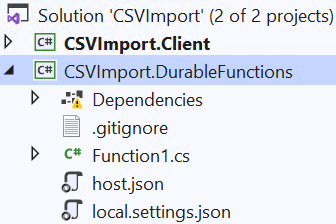 Solution 'CSVImport' (2 of 2 projects)
C# CSVImport.Client
C# CSVImport.DurableFunctions
Dependencies
.gitignore
C# Function1.cs
host.json
local.settings.json